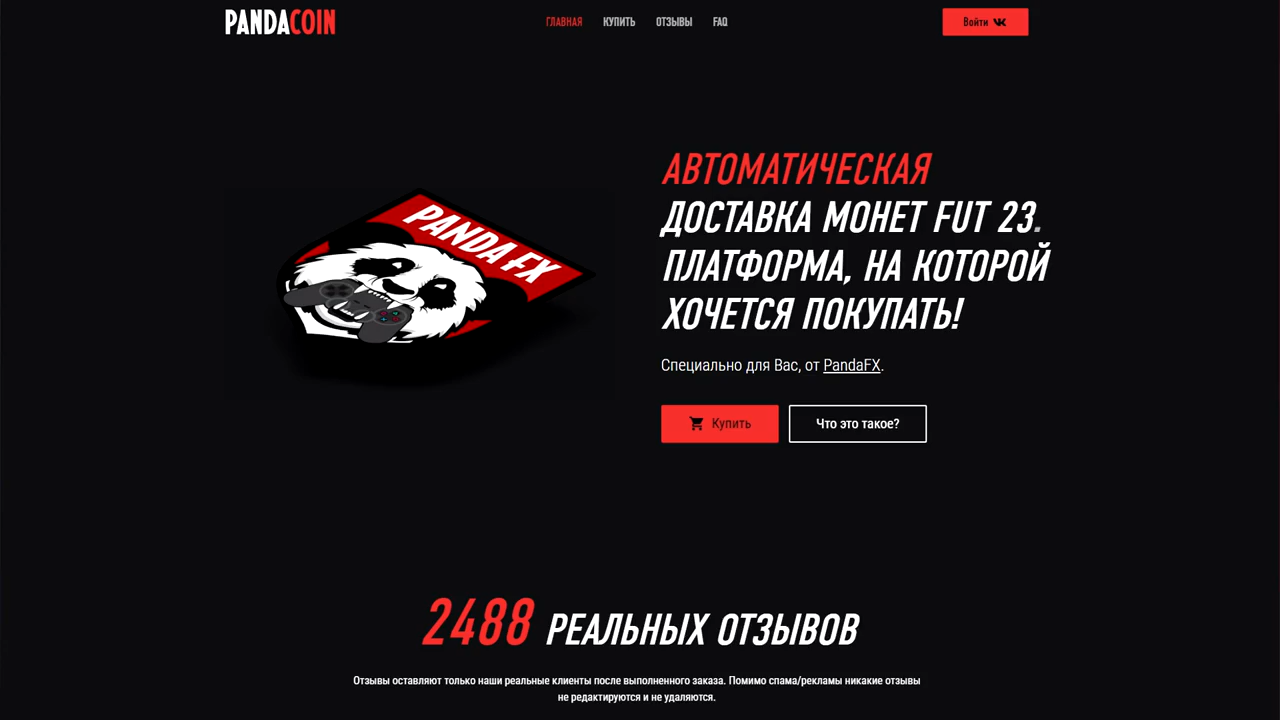 PANDACOIN
ГЛАВНАЯ КУПИТЬ ОТЗЫВЫ FAQ
Войти
PANDA FX
АВТОМАТИЧЕСКАЯ
ДОСТАВКА МОНЕТ FUT 23.
ПЛАТФОРМА, НА КОТОРОЙ
ХОЧЕТСЯ ПОКУПАТЬ!
Специально для Вас, от PandaFX.
Купить
Что это такое?
2488 РЕАЛЬНЫХ ОТЗЫВОВ
Отзывы оставляют только наши реальные клиенты после выполненного заказа. Помимо спама/рекламы никакие отзывы
не редактируются и не удаляются.